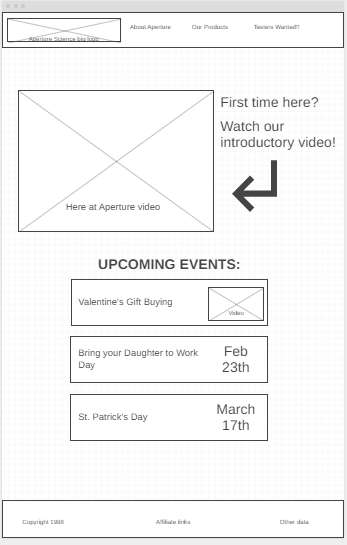 Aperture Science big logo
About Aperture
Our Products
Testers Wanted!!
First time here?
Watch our
introductory video!
Here at Aperture video
UPCOMING EVENTS:
Valentine's Gift Buying
Video
Bring your Daughter to Work
Day
Feb
23th
St. Patrick's Day
March
17th
Copyright 1998
Affiliate links
Other data